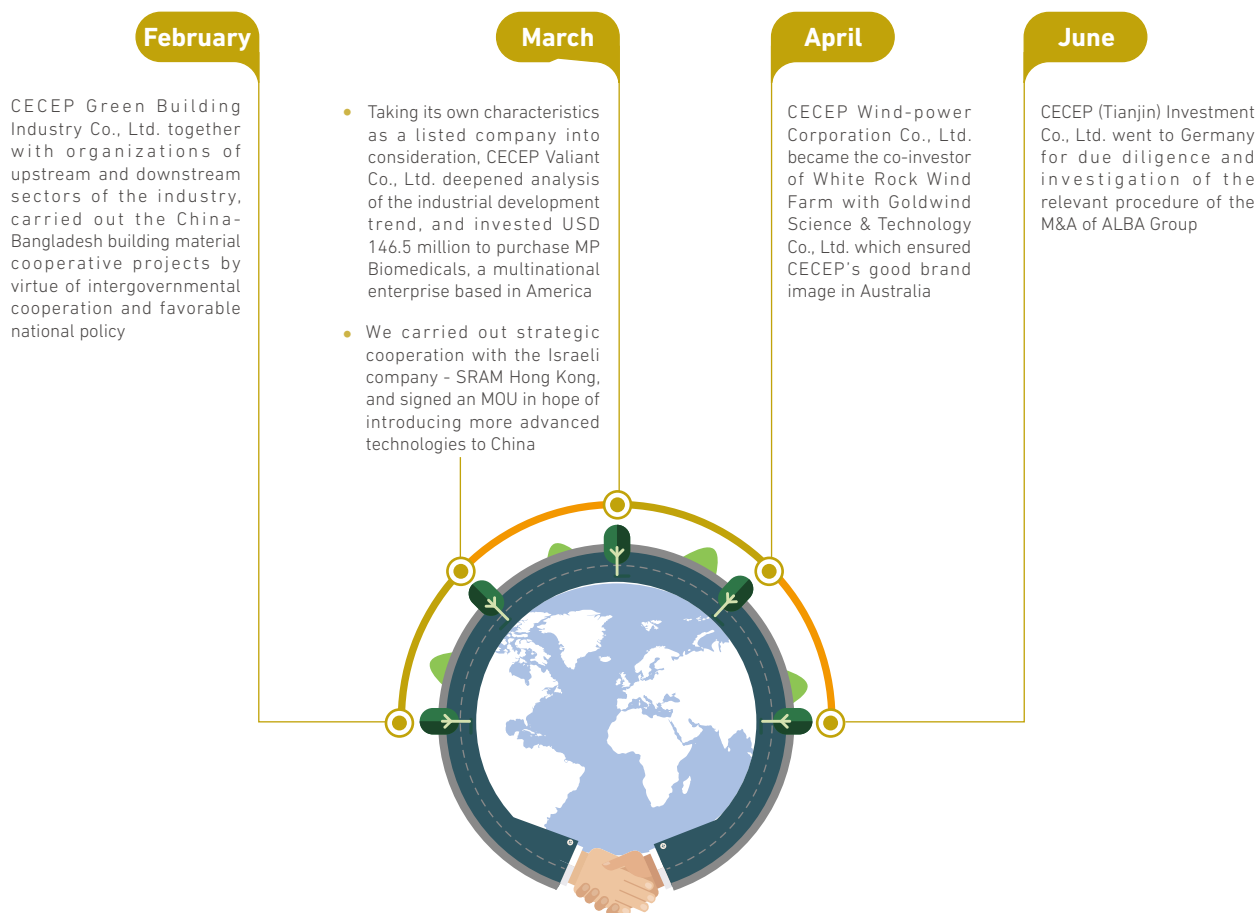 February
CECEP Green Building
Industry Co., Ltd. together
with organizations of
upstream and downstream
sectors of the industry,
carried out the China-
Bangladesh building material
cooperative projects by
virtue of intergovernmental
cooperation and favorable
national policy
March
• Taking its own characteristics
as a listed company into
consideration, CECEP Valiant
Co., Ltd. deepened analysis
of the industrial development
trend, and invested USD
146.5 million to purchase MP
Biomedicals, a multinational
enterprise based in America
• We carried out strategic
cooperation with the Israeli
company - SRAM Hong Kong,
and signed an MOU in hope of
introducing more advanced
technologies to China
April
CECEP Wind-power
Corporation Co., Ltd.
became the co-investor
of White Rock Wind
Farm with Goldwind
Science & Technology
Co., Ltd. which ensured
CECEP's good brand
image in Australia
June
CECEP (Tianjin) Investment
Co., Ltd. went to Germany
for due diligence and
investigation of the
relevant procedure of the
M&A of ALBA Group